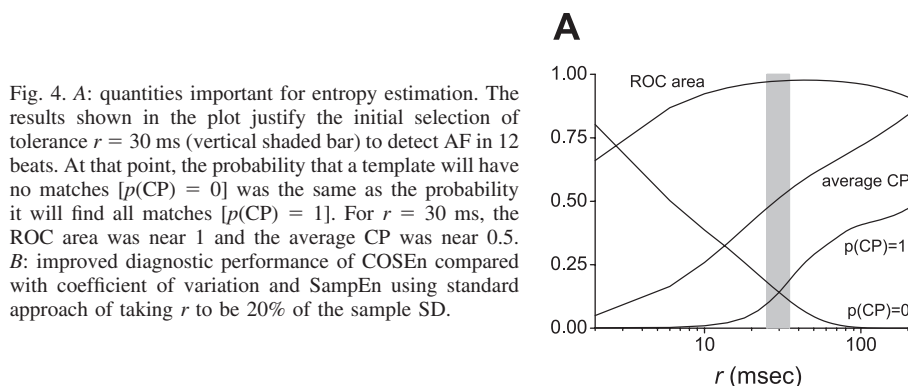 Fig. 4. A: quantities important for entropy estimation. The
results shown in the plot justify the initial selection of
tolerance r = 30 ms (vertical shaded bar) to detect AF in 12
beats. At that point, the probability that a template will have
no matches [p(CP) = 0] was the same as the probability
it will find all matches [p(CP) = 1]. For r = 30 ms, the
ROC area was near 1 and the average CP was near 0.5.
B: improved diagnostic performance of COSEn compared
with coefficient of variation and SampEn using standard
approach of taking r to be 20% of the sample SD.
A
1.00
ROC area
0.75
average CP
0.50
p(CP)=1
0.25
p(CP)=0
0.00
10
100
r (msec)